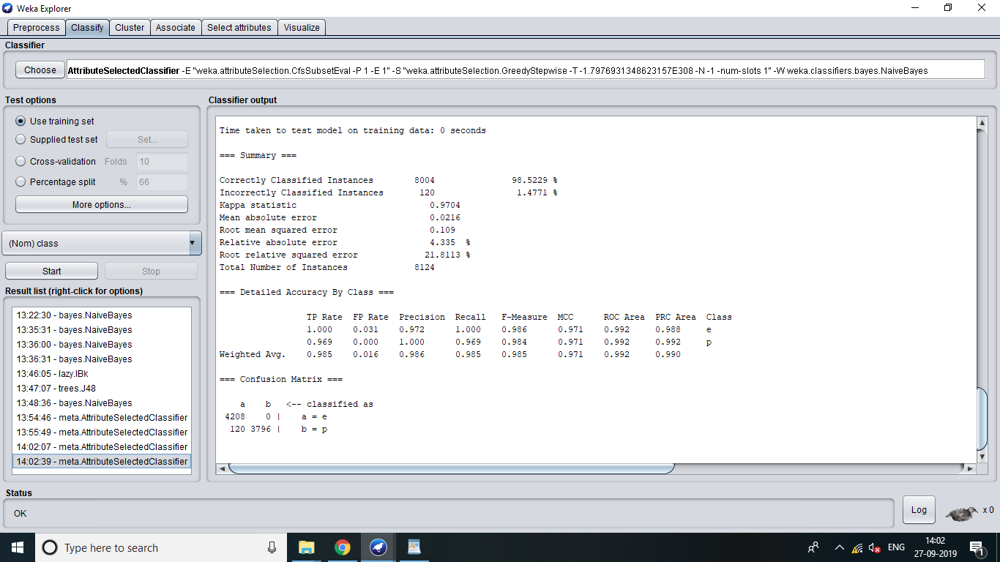 Weka Explorer
Preprocess Classify Cluster Associate Select attributes Visualize
Classifier
Choose AttributeSelectedClassifier -E "weka.attributeSelection.CfsSubsetEval -P 1 -E 1" -S "weka.attributeSelection.GreedyStepwise -T -1.7976931348623157E308 -N -1 -num-slots 1" -W weka.classifiers.bayes.NaiveBayes
Test options
Use training set
Supplied test set Set...
Cross-validation Folds 10
Percentage split % 66
More options...
(Nom) class
Start Stop
Result list (right-click for options)
13:22:30 - bayes.NaiveBayes
13:35:31 - bayes.NaiveBayes
13:36:00 - bayes.NaiveBayes
13:36:31 - bayes.NaiveBayes
13:46:05 - lazy.IBk
13:47:07 - trees.J48
13:48:36 - bayes.NaiveBayes
13:54:46 - meta.AttributeSelectedClassifier
13:55:49 - meta.AttributeSelectedClassifier
14:02:07 - meta.AttributeSelectedClassifier
14:02:39 - meta.AttributeSelectedClassifier
Classifier output
Time taken to test model on training data: 0 seconds
=== Summary ===
Correctly Classified Instances 8004 98.5229 %
Incorrectly Classified Instances 120 1.4771 %
Kappa statistic 0.9704
Mean absolute error 0.0216
Root mean squared error 0.109
Relative absolute error 4.335 %
Root relative squared error 21.8113 %
Total Number of Instances 8124
=== Detailed Accuracy By Class ===
TP Rate FP Rate Precision Recall F-Measure MCC ROC Area PRC Area Class
1.000 0.031 0.972 1.000 0.986 0.971 0.992 0.988 e
0.969 0.000 1.000 0.969 0.984 0.971 0.992 0.992 p
Weighted Avg. 0.985 0.016 0.986 0.985 0.985 0.971 0.992 0.990
=== Confusion Matrix ===
a b <-- classified as
4208 0 | a = e
120 3796 | b = p
Status
OK
Log x 0
Type here to search
ENG
14:02
27-09-2019
1